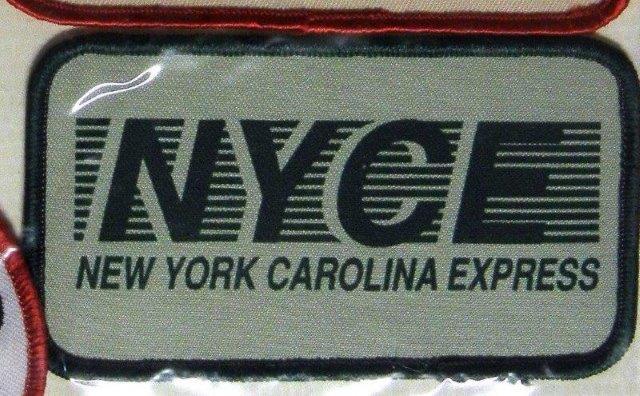 NYCE
NEW YORK CAROLINA EXPRESS